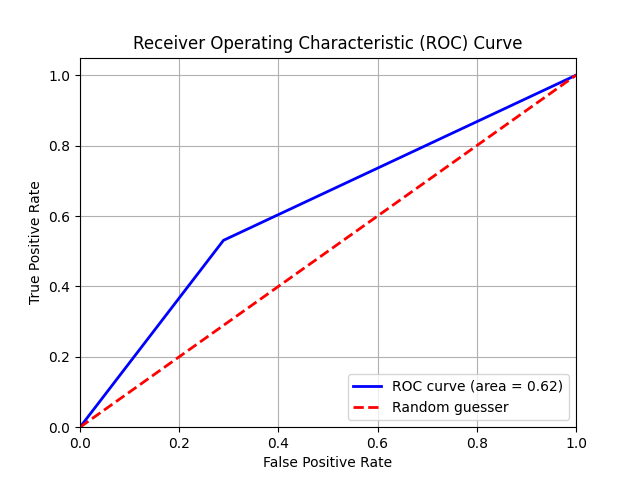 Receiver Operating Characteristic (ROC) Curve
True Positive Rate
1.0
0.8
0.6
0.4
0.2
0.0
ROC curve (area = 0.62)
Random guesser
0.0 0.2 0.4 0.6 0.8 1.0
False Positive Rate